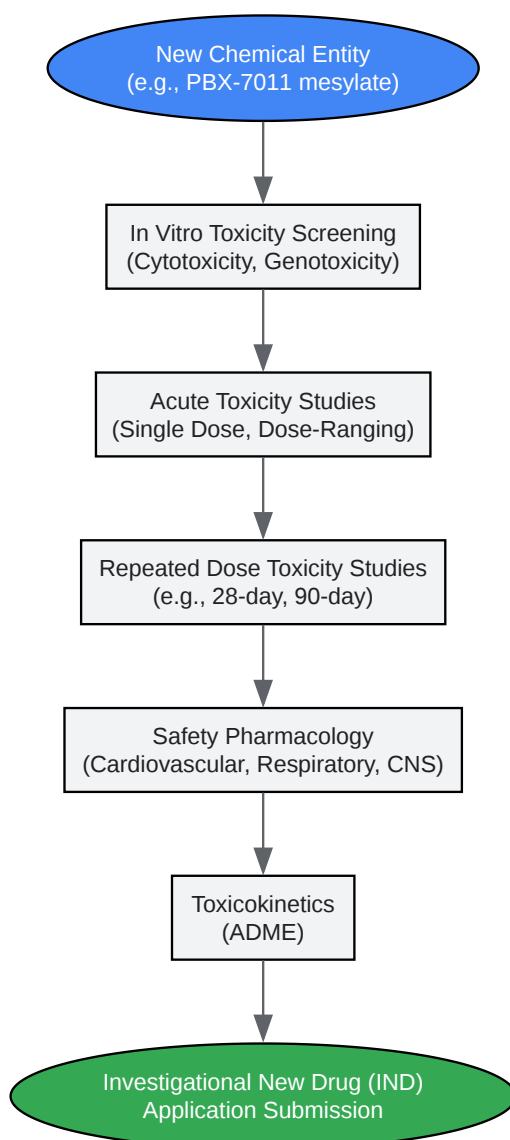 New Chemical Entity
(e.g., PBX-7011 mesylate)
In Vitro Toxicity Screening
(Cytotoxicity, Genotoxicity)
Acute Toxicity Studies
(Single Dose, Dose-Ranging)
Repeated Dose Toxicity Studies
(e.g., 28-day, 90-day)
Safety Pharmacology
(Cardiovascular, Respiratory, CNS)
Toxicokinetics
(ADME)
Investigational New Drug (IND)
Application Submission